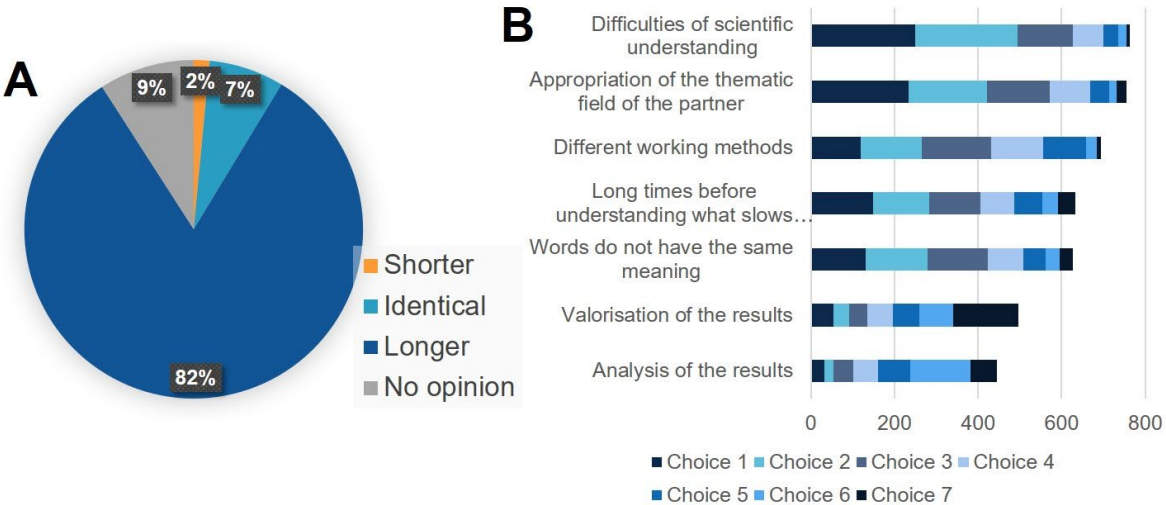 A
9%
2%
7%
82%
Shorter
Identical
Longer
No opinion
B
Difficulties of scientific
understanding
Appropriation of the thematic
field of the partner
Different working methods
Long times before
understanding what slows…
Words do not have the same
meaning
Valorisation of the results
Analysis of the results
0 200 400 600 800
Choice 1 Choice 2 Choice 3 Choice 4
Choice 5 Choice 6 Choice 7